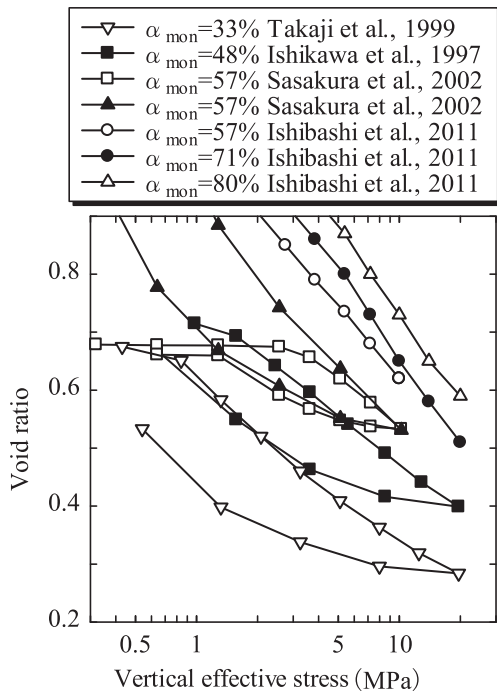 α mon=33% Takaji et al., 1999
α mon=48% Ishikawa et al., 1997
α mon=57% Sasakura et al., 2002
α mon=57% Sasakura et al., 2002
α mon=57% Ishibashi et al., 2011
α mon=71% Ishibashi et al., 2011
α mon=80% Ishibashi et al., 2011
0.8
0.6
0.4
0.2
Void ratio
0.5 1 5 10
Vertical effective stress (MPa)